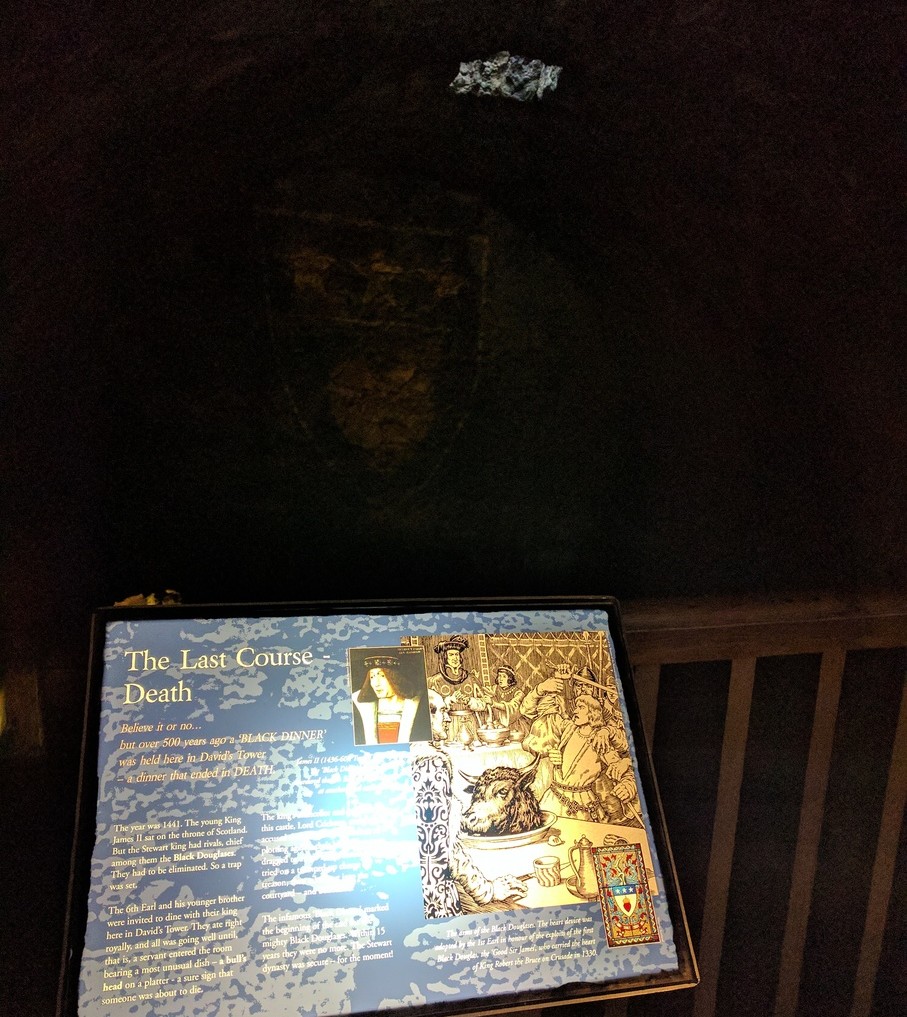 The Last Course -
Death
Believe it or no...
but over 500 years ago a 'BLACK DINNER'
was held here in David's Tower
– a dinner that ended in DEATH.
James II (1430-60)
The year was 1441. The young King
James II sat on the throne of Scotland.
But the Stewart king had rivals, chief
among them the Black Douglases.
They had to be eliminated. So a trap
was set.
The 6th Earl and his younger brother
were invited to dine with their king
here in David's Tower. They ate right
royally, and all was going well until,
that is, a servant entered the room
bearing a most unusual dish – a bull's
head on a platter - a sure sign that
someone was about to die.
The king
this castle, Lord
accused
plotting
dragged
tried on a
treason,
courtyard – and
The infamous marked
the beginning of the end
mighty Black Douglases. Within 15
years they were no more. The Stewart
dynasty was secure – for the moment!
The arms of the Black Douglases. The heart device was
adopted by the 1st Earl in honour of the exploits of the first
Black Douglas, the 'Good Sir James', who carried the heart
of King Robert the Bruce on Crusade in 1330.